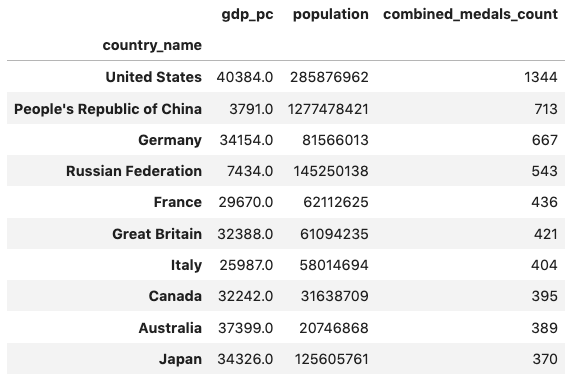 gdp_pc population combined_medals_count
country_name
United States 40384.0 285876962 1344
People's Republic of China 3791.0 1277478421 713
Germany 34154.0 81566013 667
Russian Federation 7434.0 145250138 543
France 29670.0 62112625 436
Great Britain 32388.0 61094235 421
Italy 25987.0 58014694 404
Canada 32242.0 31638709 395
Australia 37399.0 20746868 389
Japan 34326.0 125605761 370